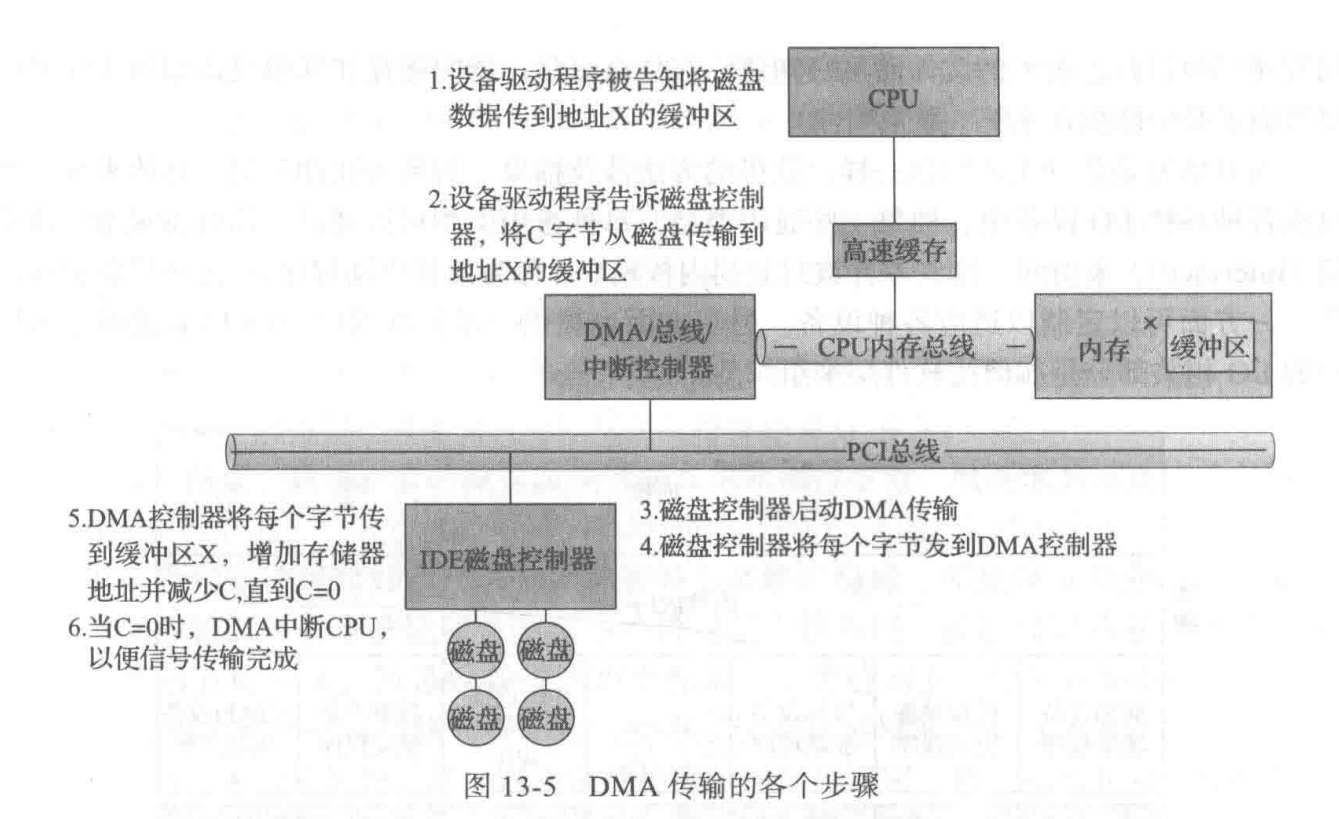 1.设备驱动程序被告知将磁盘
数据传到地址X的缓冲区
CPU
2.设备驱动程序告诉磁盘控制
器，将C 字节从磁盘传输到
地址X的缓冲区
高速缓存
DMA/总线/
中断控制器
CPU内存总线
内存
×
缓冲区
PCI总线
5.DMA控制器将每个字节传
到缓冲区X，增加存储器
地址并减少C,直到C=0
6.当C=0时，DMA中断CPU，
以便信号传输完成
IDE磁盘控制器
3.磁盘控制器启动DMA传输
4.磁盘控制器将每个字节发到DMA控制器
磁盘
磁盘
磁盘
磁盘
图 13-5 DMA 传输的各个步骤